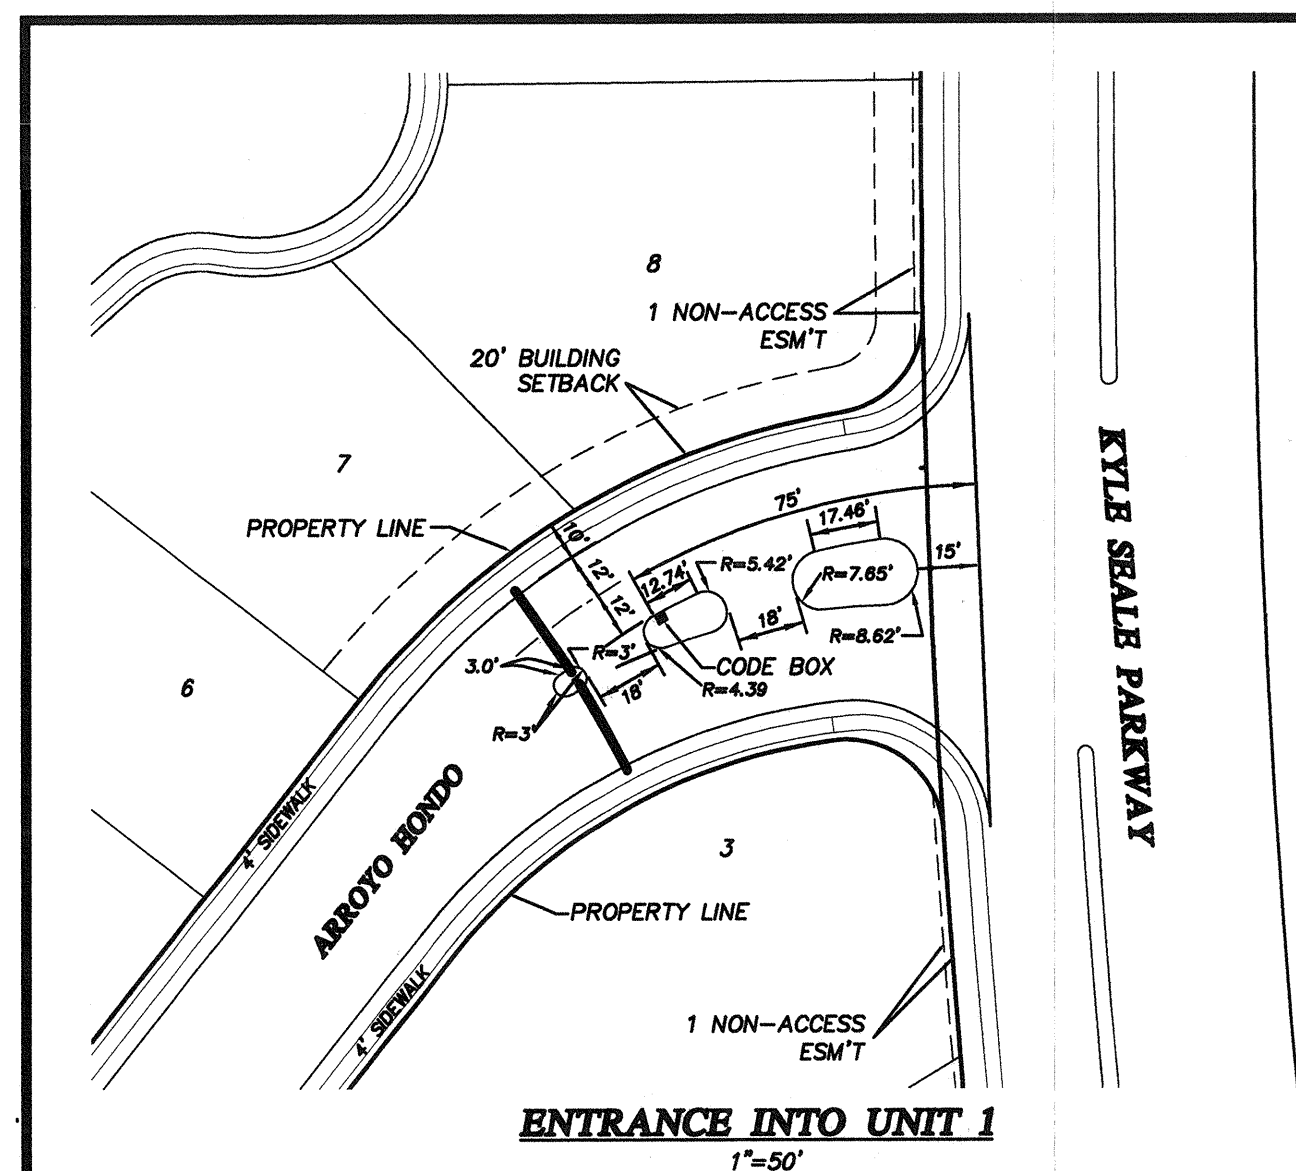 8
1 NON-ACCESS
ESM'T
20' BUILDING
SETBACK
7
PROPERTY LINE
10'
12'
12'
75'
17.46'
15'
12.74'
R=5.42'
R=7.65'
18'
R=8.62'
R=3'
CODE BOX
3.0'
R=4.39
18'
R=3'
6
KYLE SEALE PARKWAY
4' SIDEWALK
ARROYO HONDO
3
PROPERTY LINE
4' SIDEWALK
1 NON-ACCESS
ESM'T
ENTRANCE INTO UNIT 1
1"=50'